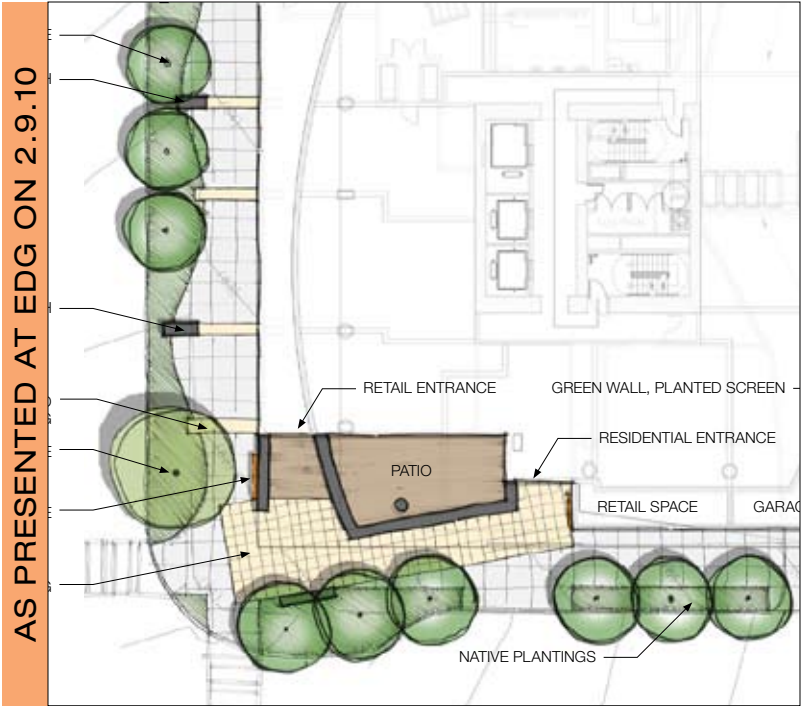 AS PRESENTED AT EDG ON 2.9.10
RETAIL ENTRANCE
GREEN WALL, PLANTED SCREEN
RESIDENTIAL ENTRANCE
PATIO
RETAIL SPACE
NATIVE PLANTINGS